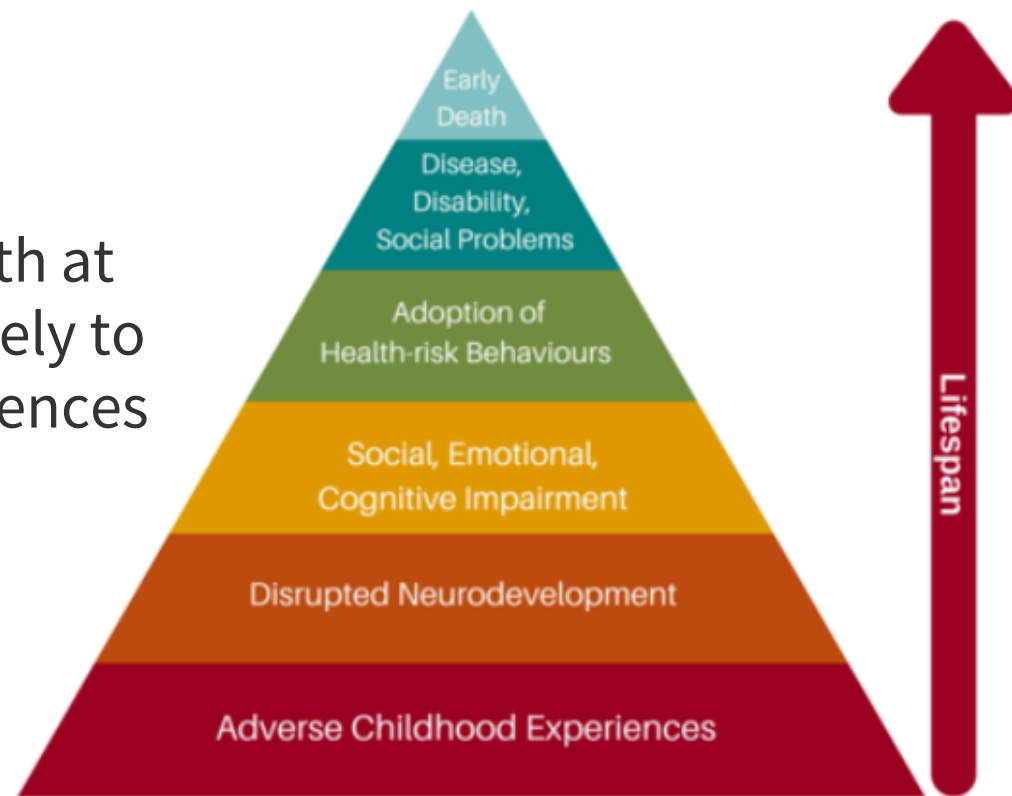 th at
ely to
ences
Early
Death
Disease,
Disability,
Social Problems
Adoption of
Health-risk Behaviours
Social, Emotional,
Cognitive Impairment
Disrupted Neurodevelopment
Adverse Childhood Experiences
Lifespan